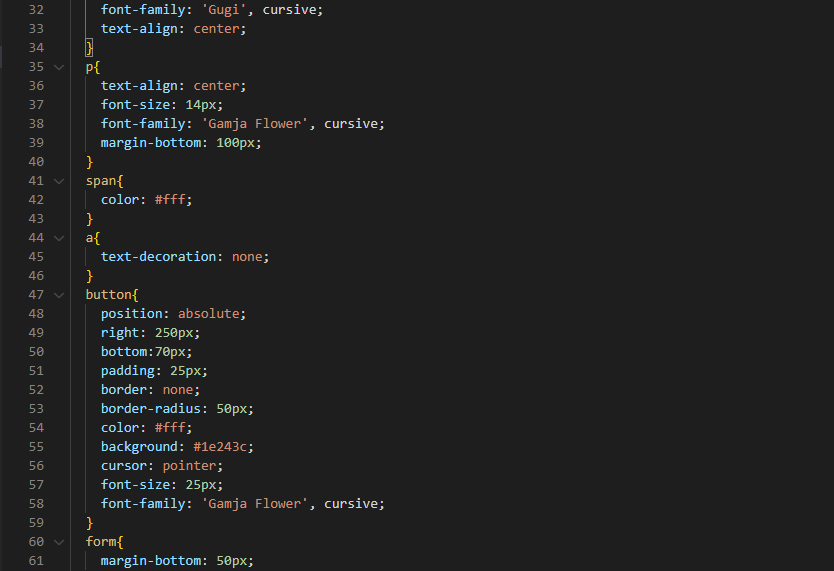 32 font-family: 'Gugi', cursive;
33 text-align: center;
34 }
35 p{
36 text-align: center;
37 font-size: 14px;
38 font-family: 'Gamja Flower', cursive;
39 margin-bottom: 100px;
40 }
41 span{
42 color: #fff;
43 }
44 a{
45 text-decoration: none;
46 }
47 button{
48 position: absolute;
49 right: 250px;
50 bottom:70px;
51 padding: 25px;
52 border: none;
53 border-radius: 50px;
54 color: #fff;
55 background: #1e243c;
56 cursor: pointer;
57 font-size: 25px;
58 font-family: 'Gamja Flower', cursive;
59 }
60 form{
61 margin-bottom: 50px;